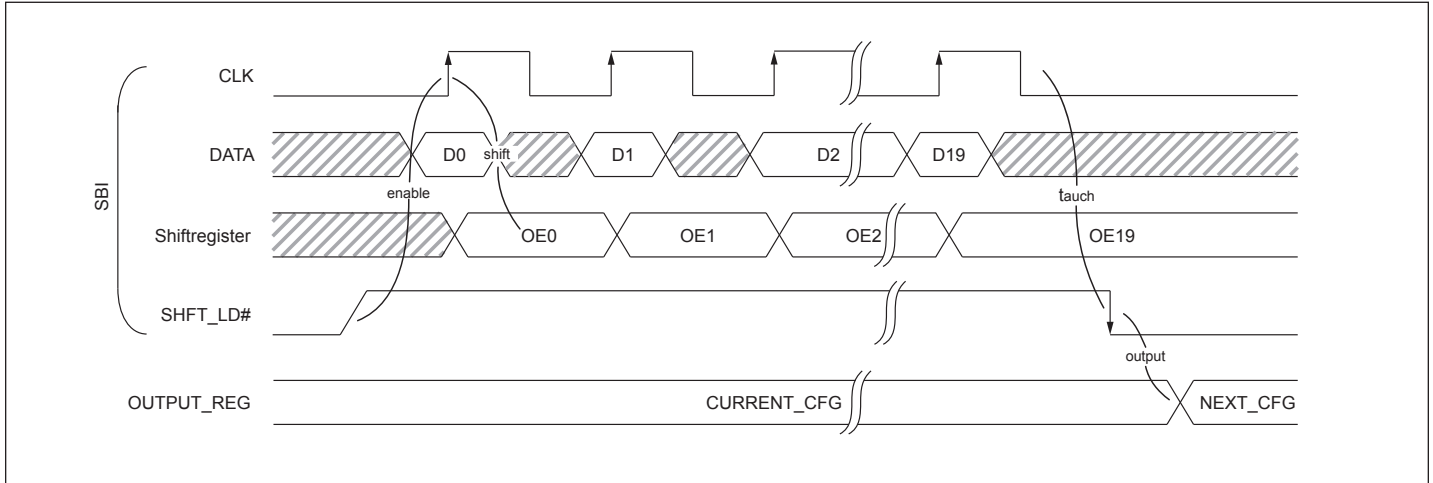 SBI
CLK
DATA D0 shift D1 D2 D19
enable
tauch
Shiftregister OE0 OE1 OE2 OE19
SHFT_LD#
output
OUTPUT_REG CURRENT_CFG NEXT_CFG